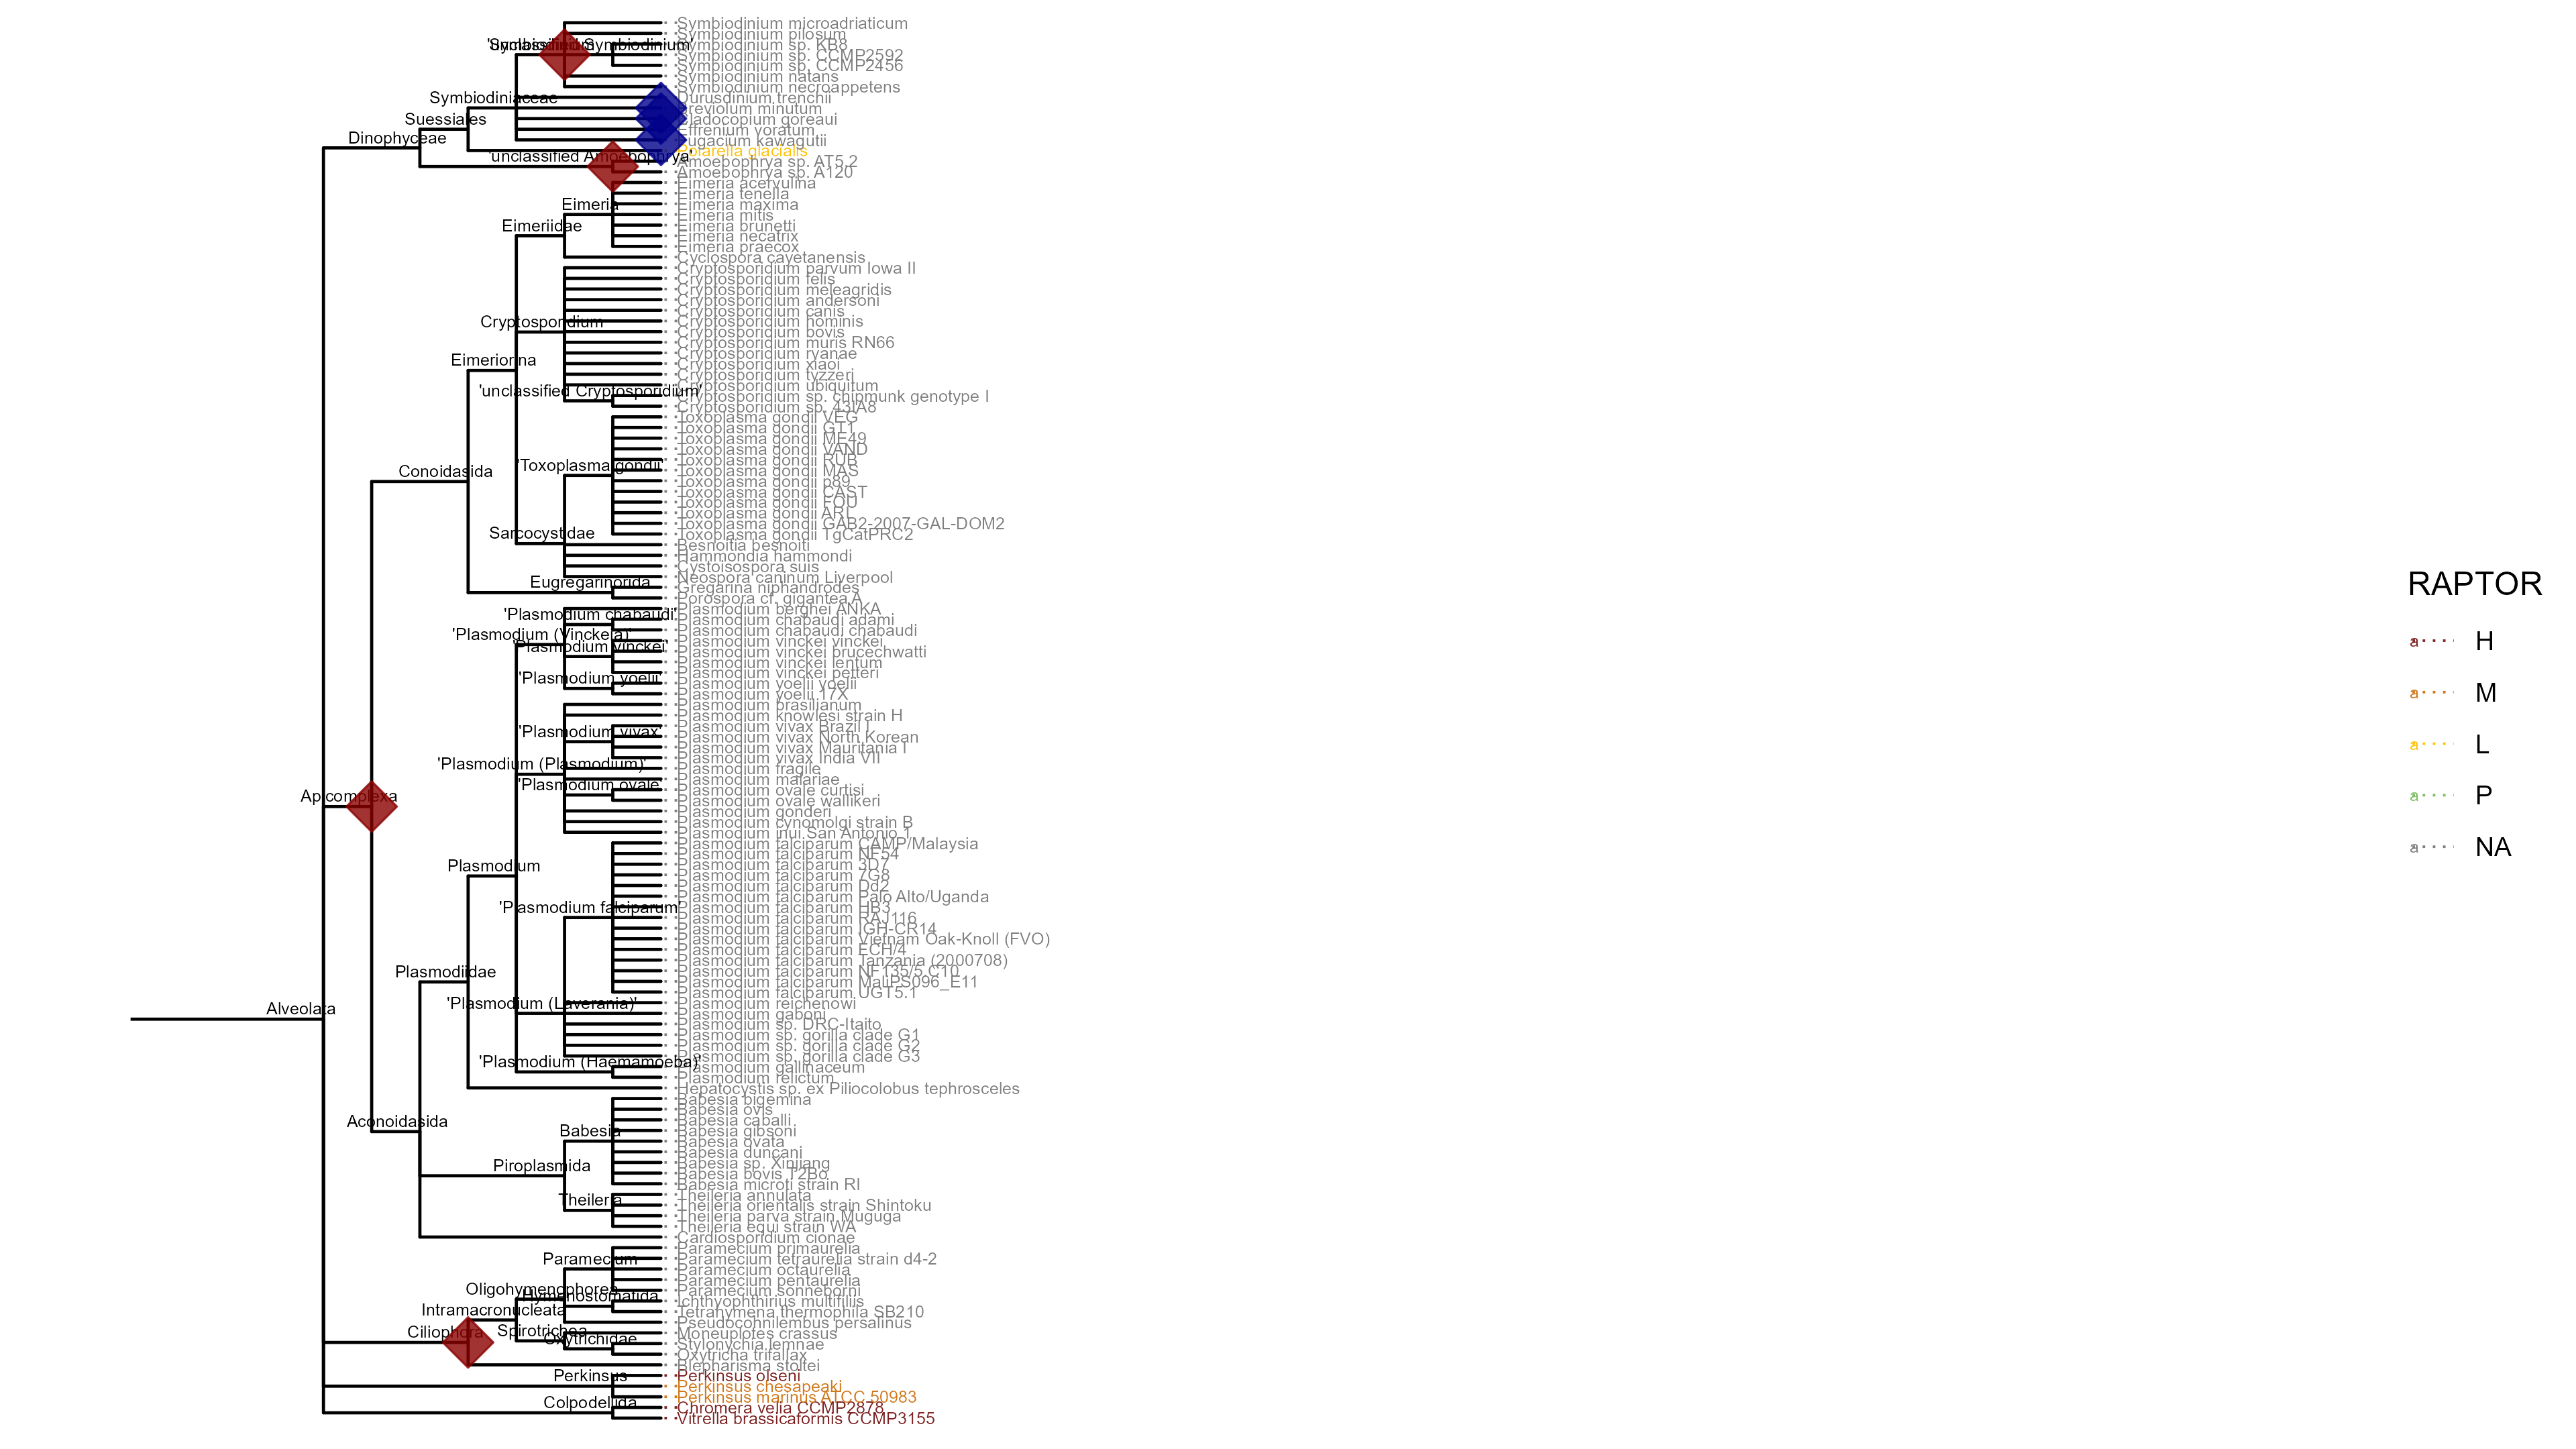 Symbiodinium microadriaticum
Symbiodinium pilosum
'unclassified Symbiodinium'
Symbiodinium sp. KB8
Symbiodinium sp. CCMP2592
Symbiodinium sp. CCMP2456
Symbiodinium natans
Symbiodinium necroappetens
Symbiodiniaceae
Durusdinium trenchii
Breviolum minutum
Suessiales
Cladocopium goreaui
Effrenium voratum
Dinophyceae
Fugacium kawagutii
Polarella glacialis
'unclassified Amoebophrya'
Amoebophrya sp. AT5.2
Amoebophrya sp. A120
Eimeria acervulina
Eimeria tenella
Eimeria
Eimeria maxima
Eimeria mitis
Eimeriidae
Eimeria brunetti
Eimeria necatrix
Eimeria praecox
Cyclospora cayetanensis
Cryptosporidium parvum Iowa II
Cryptosporidium felis
Cryptosporidium meleagridis
Cryptosporidium andersoni
Cryptosporidium canis
Cryptosporidium
Cryptosporidium hominis
Cryptosporidium bovis
Cryptosporidium muris RN66
Cryptosporidium ryanae
Eimeriorina
Cryptosporidium xiaoi
Cryptosporidium tyzzeri
Cryptosporidium ubiquitum
'unclassified Cryptosporidium'
Cryptosporidium sp. chipmunk genotype I
Cryptosporidium sp. 43IA8
Toxoplasma gondii VEG
Toxoplasma gondii GT1
Toxoplasma gondii ME49
Toxoplasma gondii VAND
'Toxoplasma gondii'
Toxoplasma gondii RUB
Conoidasida
Toxoplasma gondii MAS
Toxoplasma gondii p89
Toxoplasma gondii CAST
Toxoplasma gondii FOU
Toxoplasma gondii ARI
Toxoplasma gondii GAB2-2007-GAL-DOM2
Sarcocystidae
Toxoplasma gondii TgCatPRC2
Besnoitia besnoiti
Hammondia hammondi
Cystoisospora suis
Neospora caninum Liverpool
Eugregarinorida
Gregarina niphandrodes
Porospora cf. gigantea A
Plasmodium berghei ANKA
'Plasmodium chabaudi'
Plasmodium chabaudi adami
Plasmodium chabaudi chabaudi
'Plasmodium (Vinckeia)'
Plasmodium vinckei vinckei
'Plasmodium vinckei'
Plasmodium vinckei brucechwatti
Plasmodium vinckei lentum
Plasmodium vinckei petteri
'Plasmodium yoelii'
Plasmodium yoelii yoelii
Plasmodium yoelii 17X
Plasmodium brasilianum
Plasmodium knowlesi strain H
Plasmodium vivax Brazil I
'Plasmodium vivax'
Plasmodium vivax North Korean
Plasmodium vivax Mauritania I
Plasmodium vivax India VII
'Plasmodium (Plasmodium)'
Plasmodium fragile
Plasmodium malariae
'Plasmodium ovale'
Plasmodium ovale curtisi
Plasmodium ovale wallikeri
Apicomplexa
Plasmodium gonderi
Plasmodium cynomolgi strain B
Plasmodium inui San Antonio 1
Plasmodium falciparum CAMP/Malaysia
Plasmodium falciparum NF54
Plasmodium
Plasmodium falciparum 3D7
Plasmodium falciparum 7G8
Plasmodium falciparum Dd2
Plasmodium falciparum Palo Alto/Uganda
'Plasmodium falciparum'
Plasmodium falciparum HB3
Plasmodium falciparum RAJ116
Plasmodium falciparum IGH-CR14
Plasmodium falciparum Vietnam Oak-Knoll (FVO)
Plasmodium falciparum FCH/4
Plasmodium falciparum Tanzania (2000708)
Plasmodiidae
Plasmodium falciparum NF135/5.C10
Plasmodium falciparum MaliPS096_E11
Plasmodium falciparum UGT5.1
'Plasmodium (Laverania)'
Plasmodium reichenowi
Alveolata
Plasmodium gaboni
Plasmodium sp. DRC-Itaito
Plasmodium sp. gorilla clade G1
Plasmodium sp. gorilla clade G2
Plasmodium sp. gorilla clade G3
'Plasmodium (Haemamoeba)'
Plasmodium gallinaceum
Plasmodium relictum
Hepatocystis sp. ex Piliocolobus tephrosceles
Babesia bigemina
Babesia ovis
Aconoidasida
Babesia caballi
Babesia
Babesia gibsoni
Babesia ovata
Babesia duncani
Piroplasmida
Babesia sp. Xinjiang
Babesia bovis T2Bo
Babesia microti strain RI
Theileria annulata
Theileria
Theileria orientalis strain Shintoku
Theileria parva strain Muguga
Theileria equi strain WA
Cardiosporidium cionae
Paramecium primaurelia
Paramecium
Paramecium tetraurelia strain d4-2
Paramecium octaurelia
Paramecium pentaurelia
Oligohymenophorea
Paramecium sonneborni
Hymenostomatida
Ichthyophthirius multifiliis
Intramacronucleata
Tetrahymena thermophila SB210
Pseudocohnilembus persalinus
Ciliophora
Spirotrichea
Moneuplotes crassus
Oxytrichidae
Stylonychia lemnae
Oxytricha trifallax
Blepharisma stoltei
Perkinsus
Perkinsus olseni
Perkinsus chesapeaki
Perkinsus marinus ATCC 50983
Colpodellida
Chromera velia CCMP2878
Vitrella brassicaformis CCMP3155
RAPTOR
a H
a M
a L
a P
a NA